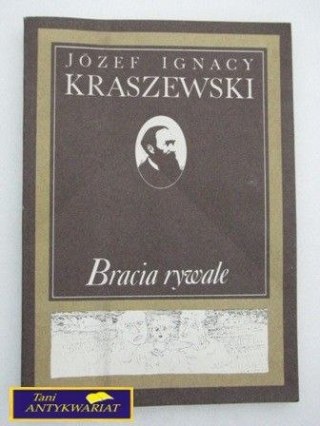 JÓZEF IGNACY
KRASZEWSKI
Bracia rywale
Tani
ANTYKWARIAT